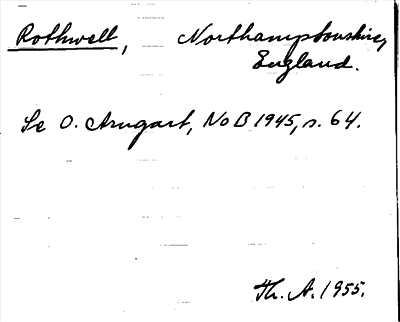 Rothwell, Northamptonshire,
England.
Se O. Arngart, NoB 1945, s. 64.
Th. A. 1955.